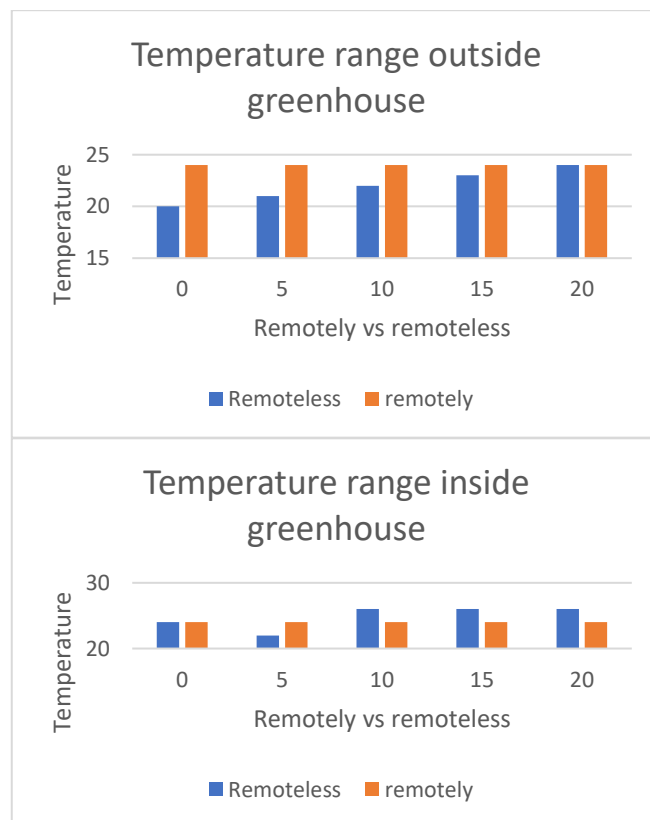 Temperature range outside
greenhouse
Temperature
25
20
15
0 5 10 15 20
Remotely vs remoteless
Remoteless remotely
Temperature range inside
greenhouse
Temperature
30
20
0 5 10 15 20
Remotely vs remoteless
Remoteless remotely